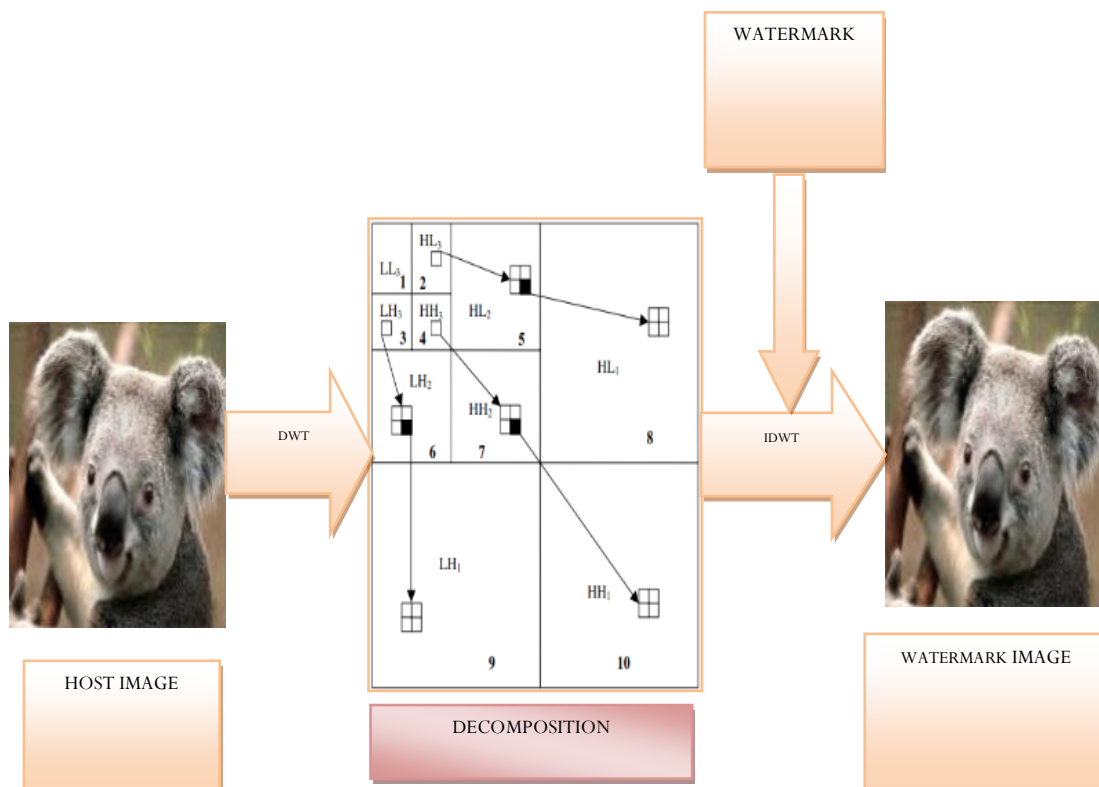 WATERMARK
HL₃
LL₃ 1 2
LH₃ HH₃ HL₂
3 4 5
HL₁
LH₂
HH₂
6 7 8
DWT
IDWT
LH₁
HH₁
9 10
HOST IMAGE
DECOMPOSITION
WATERMARK IMAGE